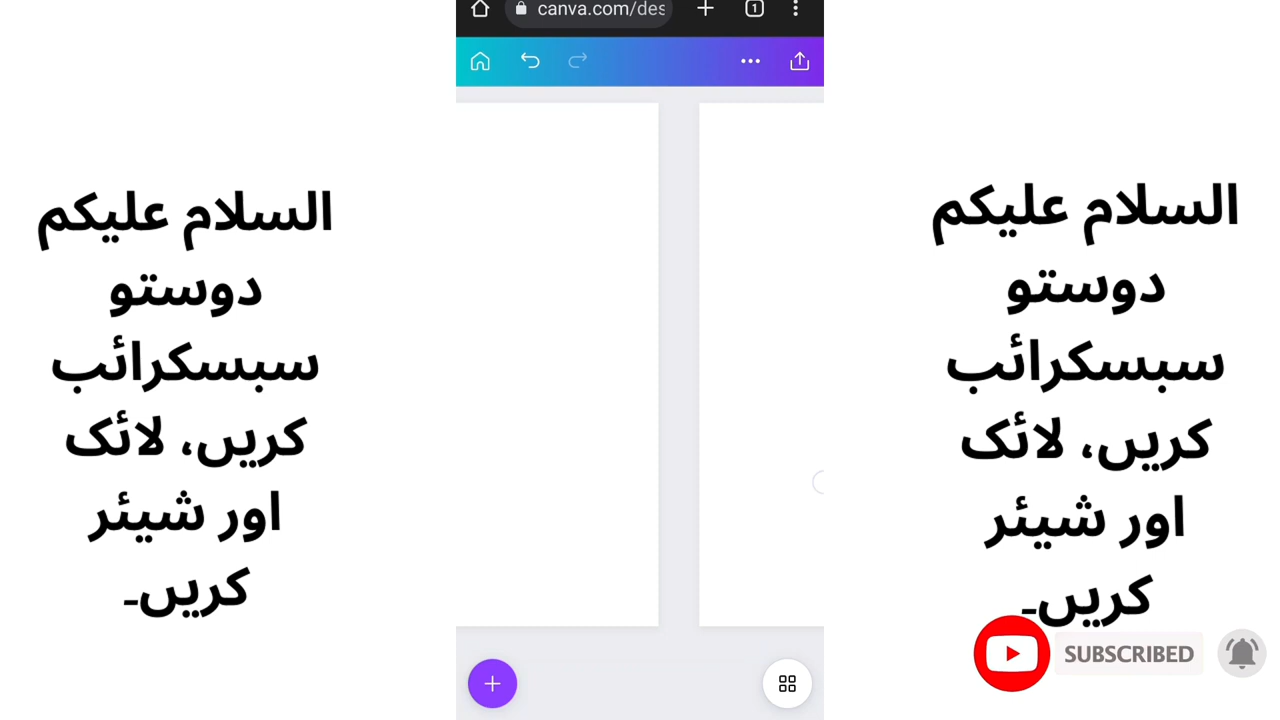 canva.com/des
1
السلام علیکم
دوستو
سبسکرائب
کریں، لائک
اور شیئر
کریں۔
السلام علیکم
دوستو
سبسکرائب
کریں، لائک
اور شیئر
کریں۔
SUBSCRIBED